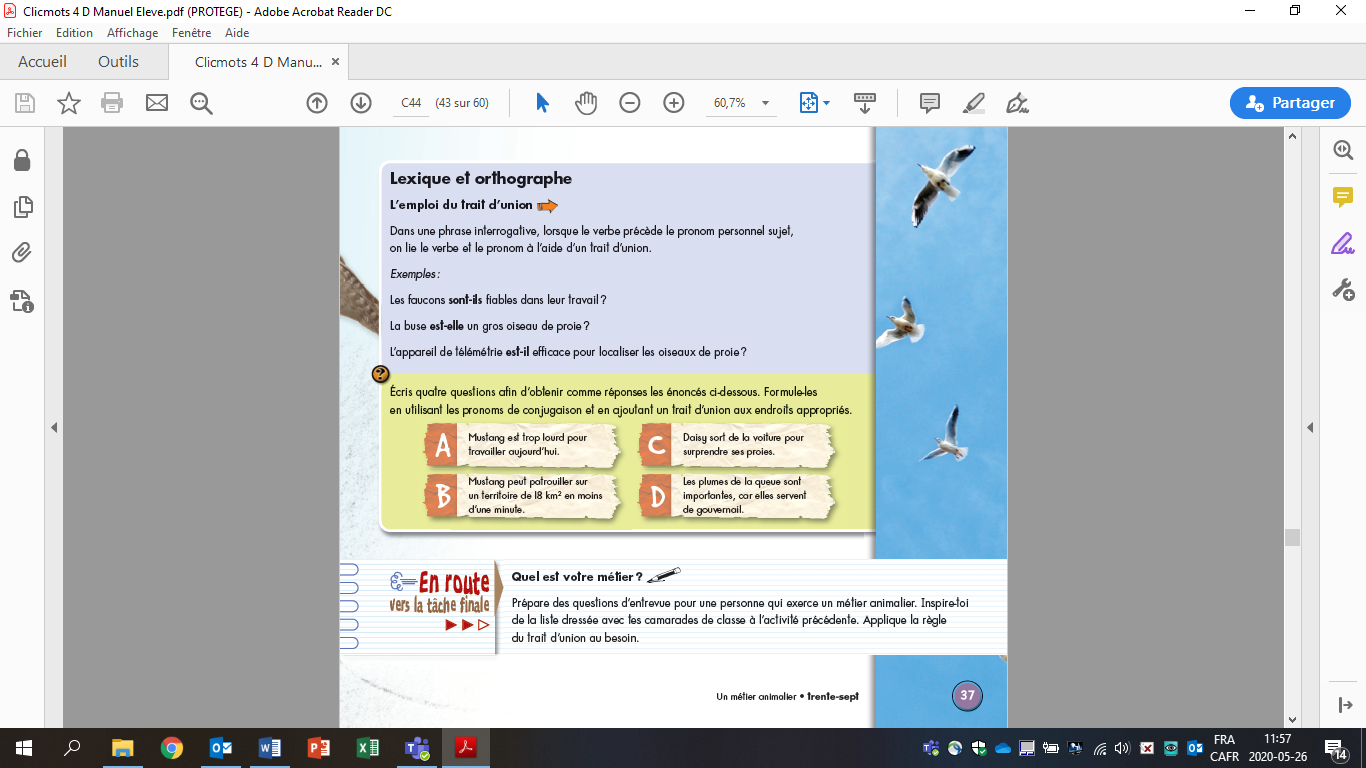 Clicmots 4 D Manuel Eleve.pdf (PROTEGE) - Adobe Acrobat Reader DC
Fichier Edition Affichage Fenêtre Aide
Accueil Outils Clicmots 4 D Manu... ×
C44 (43 sur 60) 60,7% Partager
Lexique et orthographe
L'emploi du trait d'union
Dans une phrase interrogative, lorsque le verbe précède le pronom personnel sujet,
on lie le verbe et le pronom à l'aide d'un trait d'union.
Exemples :
Les faucons sont-ils fiables dans leur travail ?
La buse est-elle un gros oiseau de proie ?
L'appareil de télémétrie est-il efficace pour localiser les oiseaux de proie ?
?
Écris quatre questions afin d'obtenir comme réponses les énoncés ci-dessous. Formule-les
en utilisant les pronoms de conjugaison et en ajoutant un trait d'union aux endroits appropriés.
A
Mustang est trop lourd pour
travailler aujourd'hui.
B
Mustang peut patrouiller sur
un territoire de 18 km² en moins
d'une minute.
C
Daisy sort de la voiture pour
surprendre ses proies.
D
Les plumes de la queue sont
importantes, car elles servent
de gouvernail.
En route
vers la tâche finale
Quel est votre métier ?
Prépare des questions d'entrevue pour une personne qui exerce un métier animalier. Inspire-toi
de la liste dressée avec tes camarades de classe à l'activité précédente. Applique la règle
du trait d'union au besoin.
Un métier animalier • trente-sept
37
FRA
CAFR
11:57
2020-05-26
14